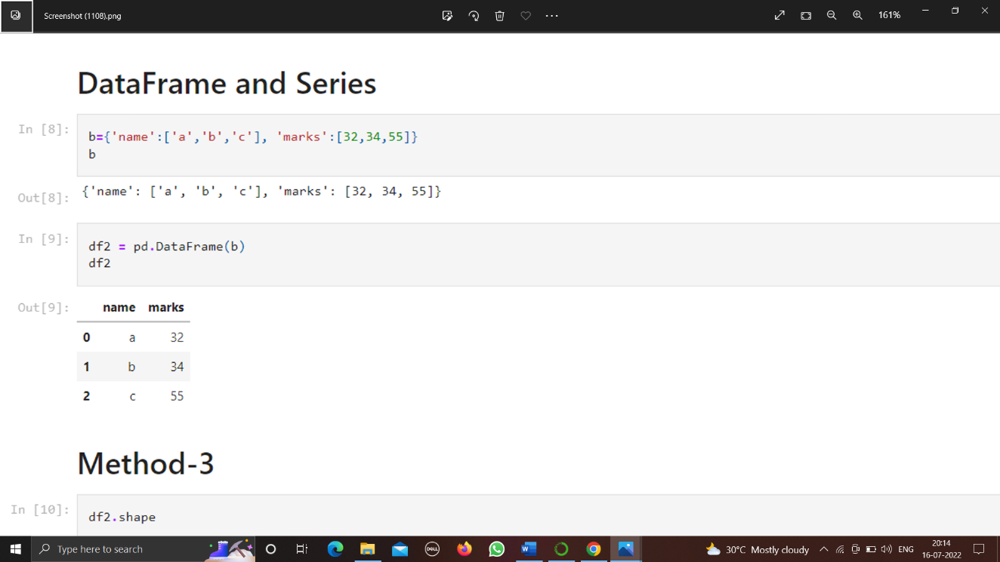 Screenshot (1108).png
161%
DataFrame and Series
In [8]:
b={'name':['a','b','c'], 'marks':[32,34,55]}
b
Out[8]:
{'name': ['a', 'b', 'c'], 'marks': [32, 34, 55]}
In [9]:
df2 = pd.DataFrame(b)
df2
Out[9]:
name marks
0 a 32
1 b 34
2 c 55
Method-3
In [10]:
df2.shape
Type here to search
DELL
W
30°C Mostly cloudy
ENG
20:14
16-07-2022